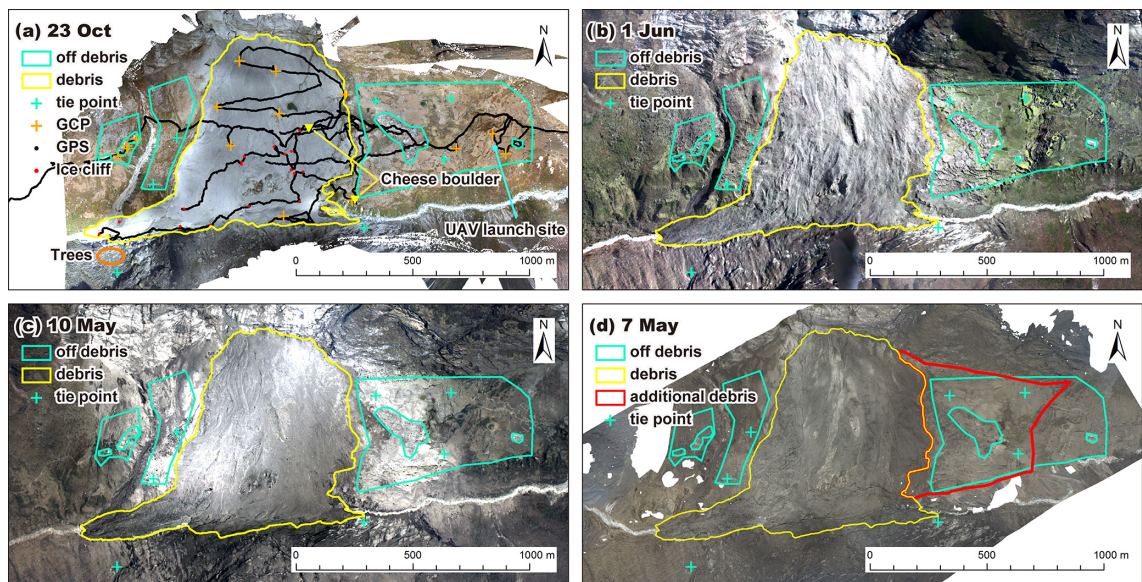 (a) 23 Oct
off debris
debris
tie point
GCP
GPS
Ice cliff
N
Cheese boulder
UAV launch site
Trees
0 500 1000 m
(b) 1 Jun
off debris
debris
tie point
N
0 500 1000 m
(c) 10 May
off debris
debris
tie point
N
0 500 1000 m
(d) 7 May
off debris
debris
additional debris
tie point
N
0 500 1000 m